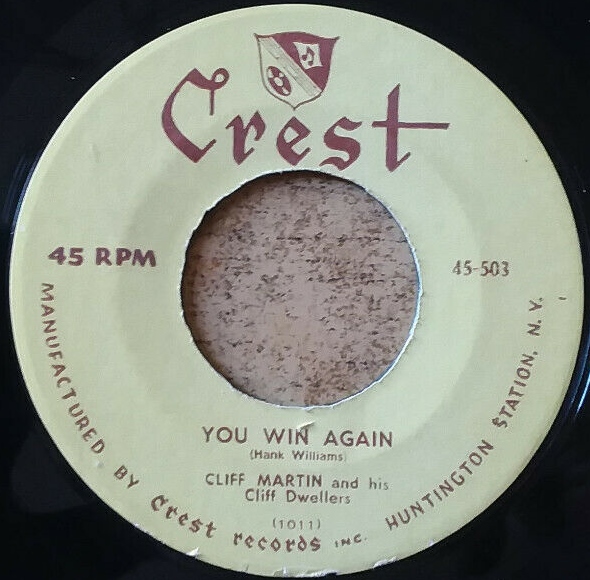 Crest
45 RPM
45-503
YOU WIN AGAIN
(Hank Williams)
CLIFF MARTIN and his
Cliff Dwellers
(1011)
MANUFACTURED BY Crest records INC. HUNTINGTON STATION, N.Y.